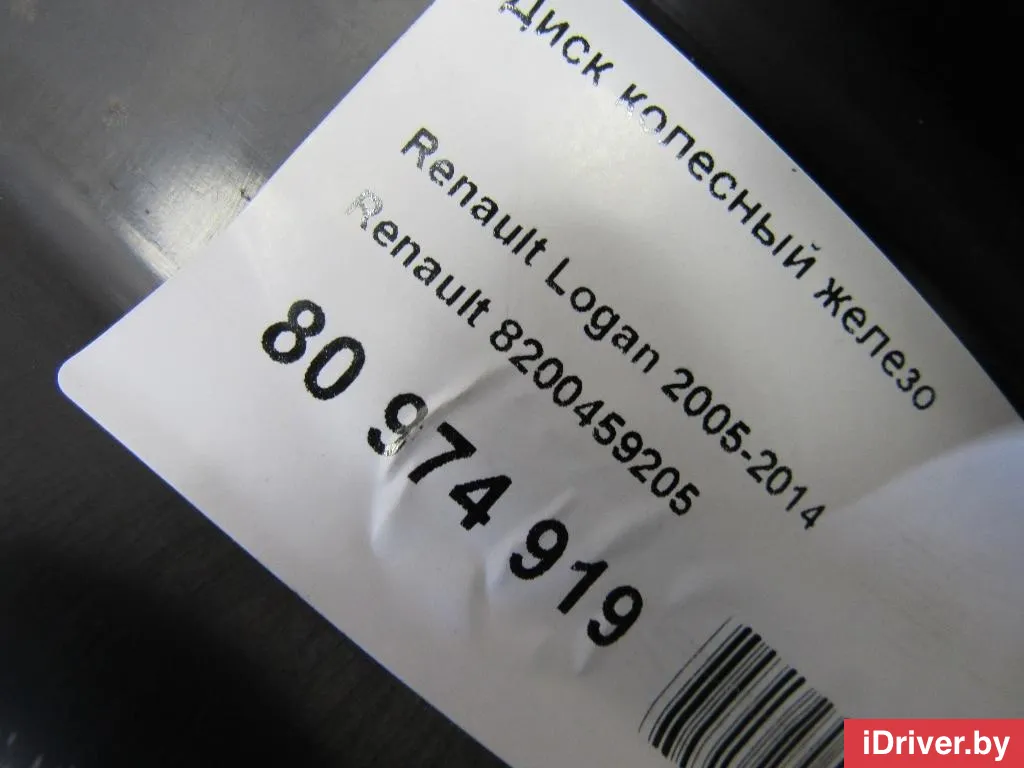 Диск колесный железо
Renault Logan 2005-2014
Renault 8200459205
80 974 919
iDriver.by